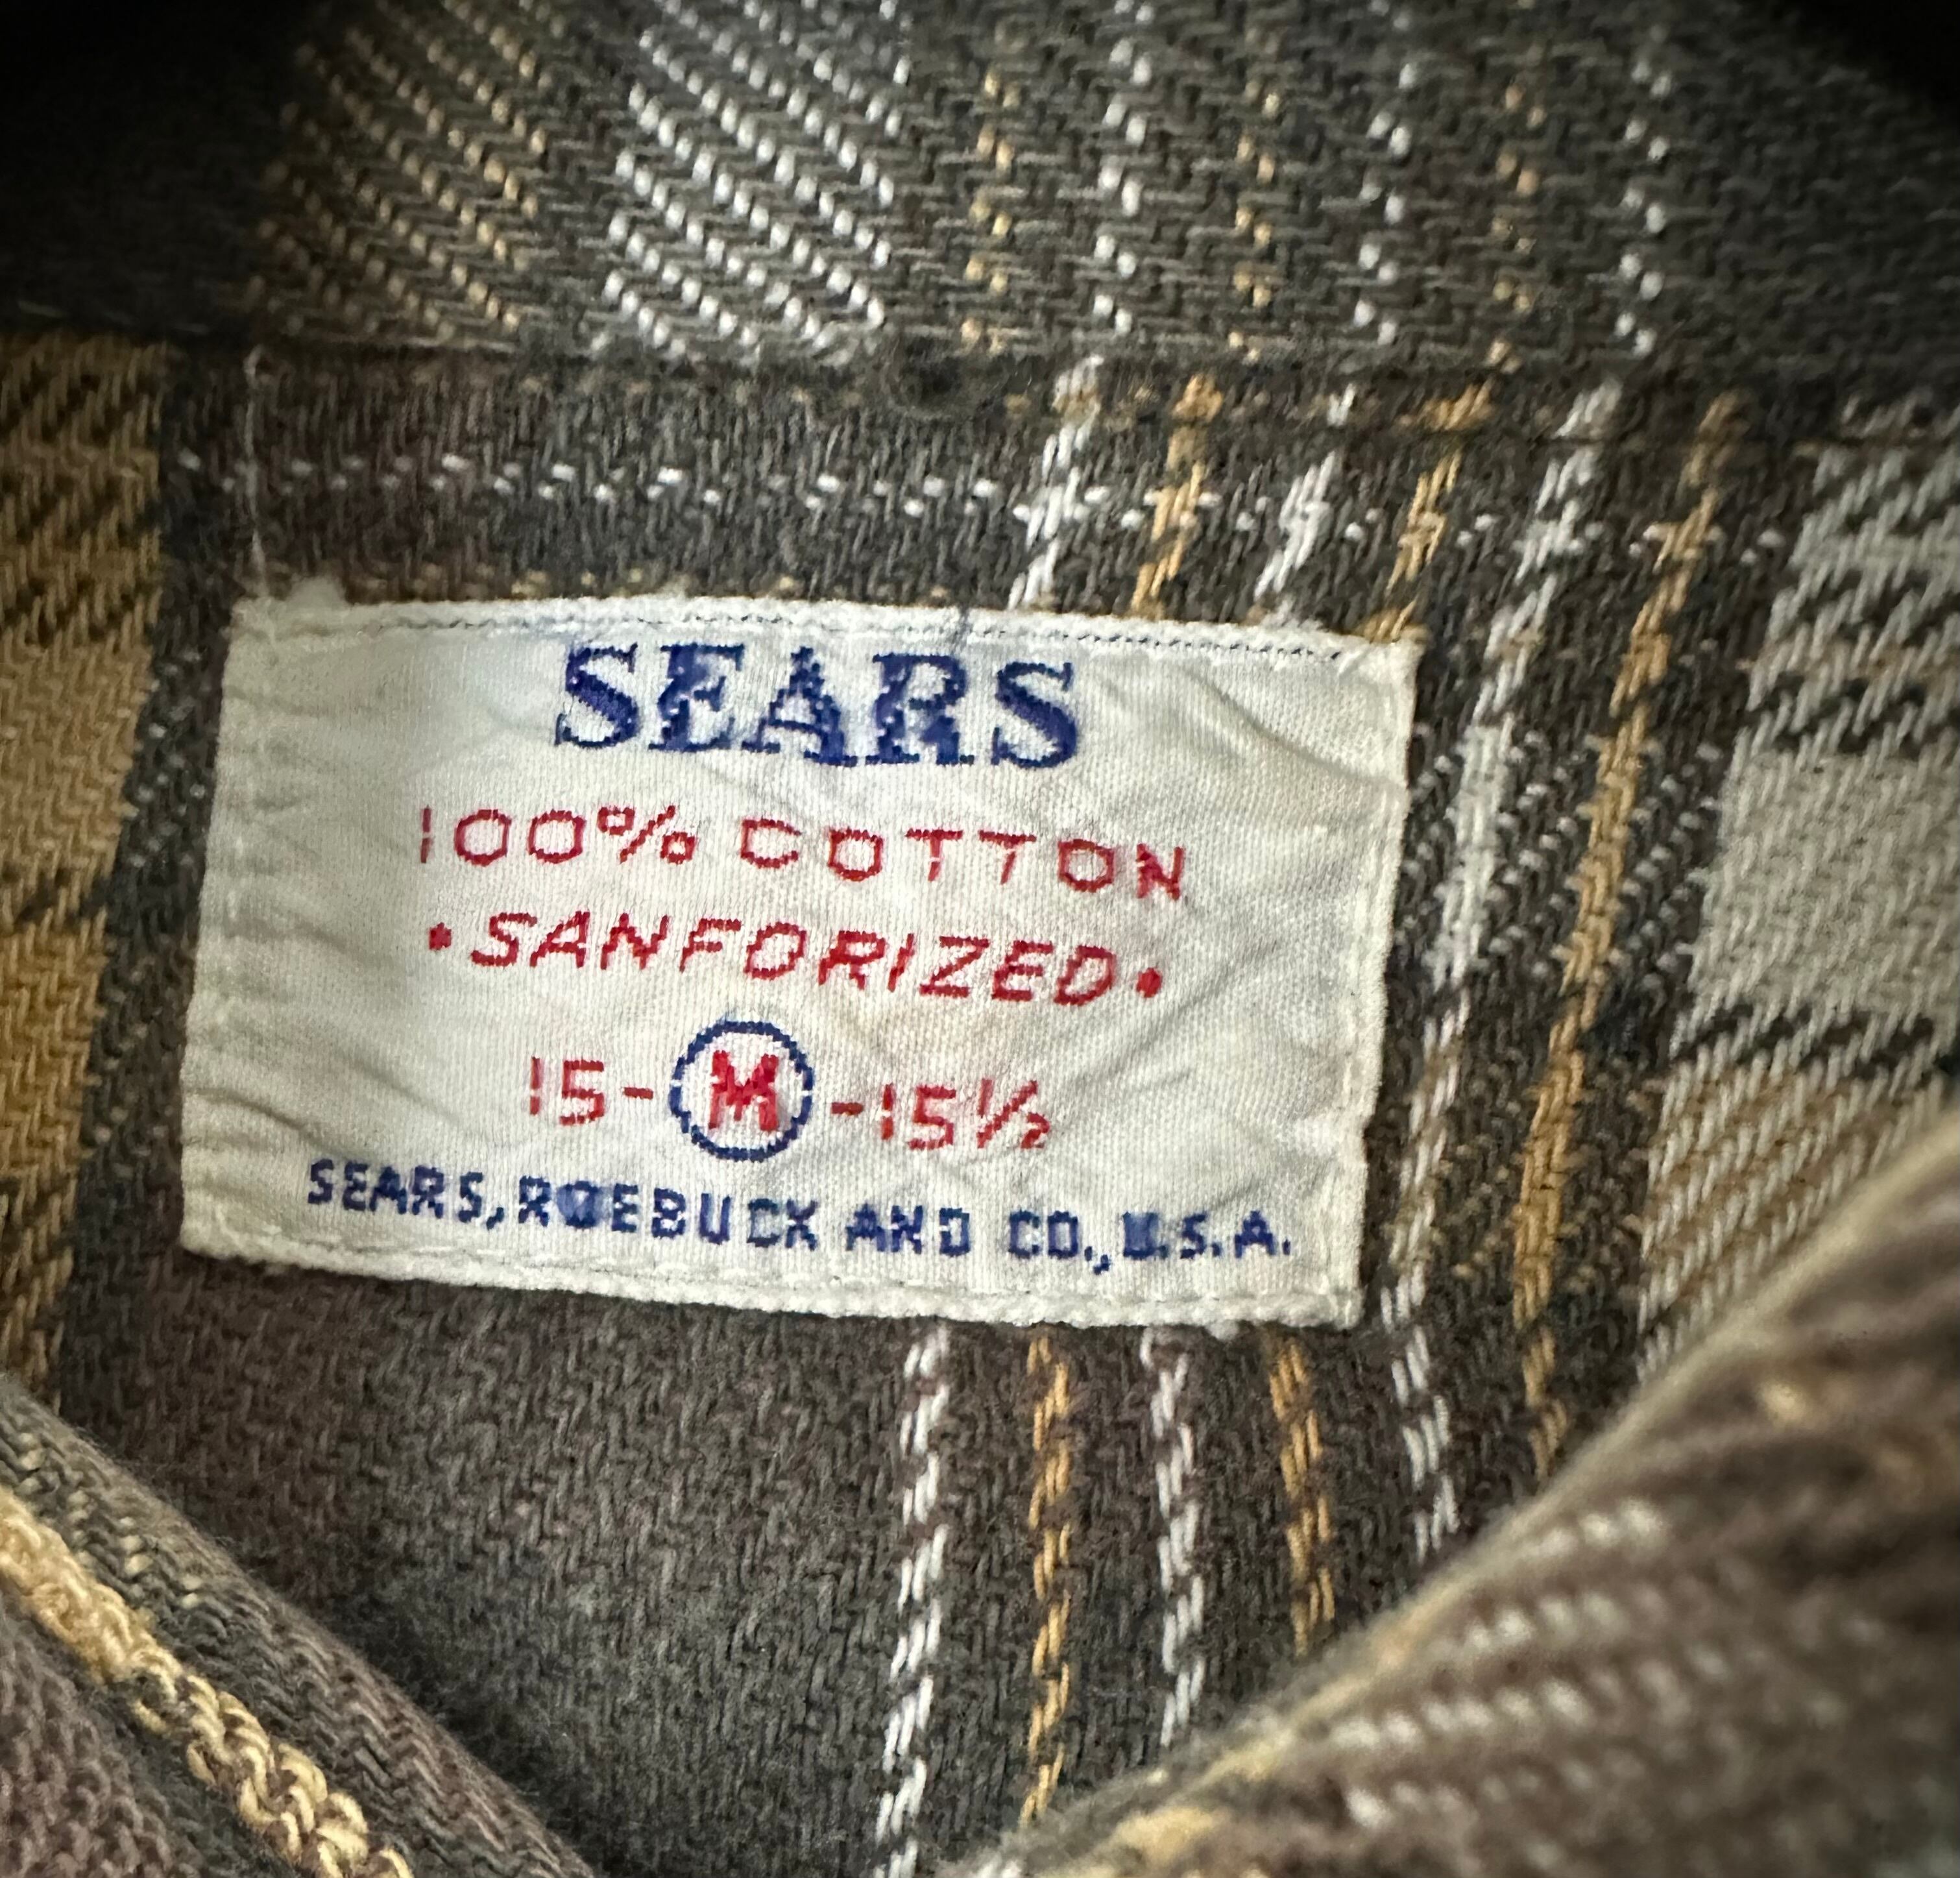 SEARS
100% COTTON
•SANFORIZED•
15-M-15½
SEARS, ROEBUCK AND CO., U.S.A.